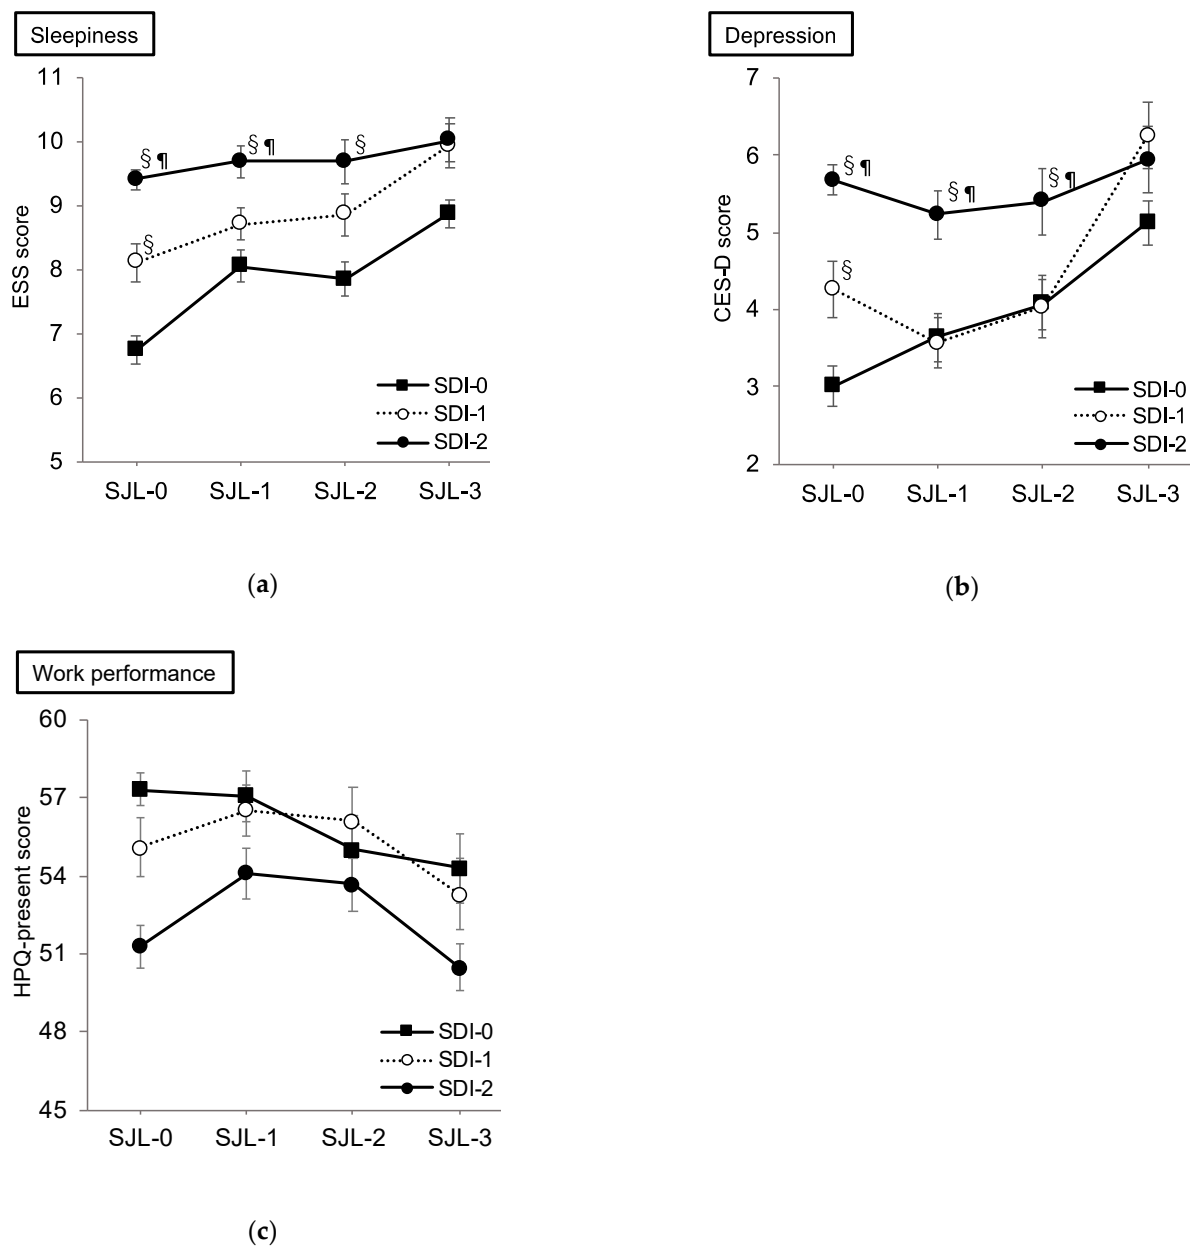 Sleepiness
11
10
9
8
7
6
5
ESS score
§ ¶
§ ¶
§
§
SDI-0
SDI-1
SDI-2
SJL-0 SJL-1 SJL-2 SJL-3
(a)
Depression
7
6
5
4
3
2
CES-D score
§ ¶
§ ¶
§ ¶
§
SDI-0
SDI-1
SDI-2
SJL-0 SJL-1 SJL-2 SJL-3
(b)
Work performance
60
57
54
51
48
45
HPQ-present score
SDI-0
SDI-1
SDI-2
SJL-0 SJL-1 SJL-2 SJL-3
(c)